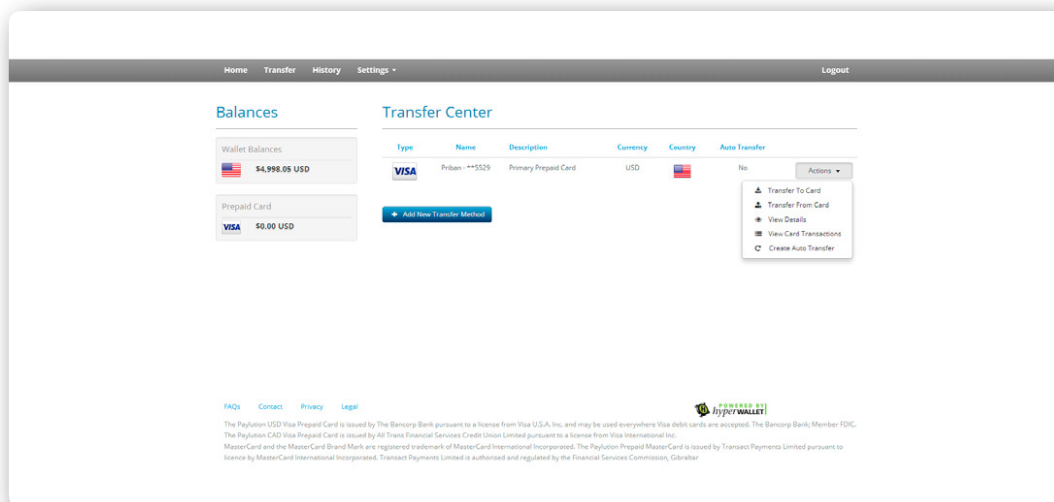 Home Transfer History Settings
Logout
Balances
Wallet Balances
$4,998.05 USD
Prepaid Card
VISA $0.00 USD
Transfer Center
Type Name Description Currency Country Auto Transfer
VISA Priban - **5529 Primary Prepaid Card USD No Actions
Transfer To Card
Transfer From Card
View Details
View Card Transactions
Create Auto Transfer
+ Add New Transfer Method
FAQs Contact Privacy Legal
POWERED BY
hyperWALLET
The Paylution USD Visa Prepaid Card is issued by The Bancorp Bank pursuant to a license from Visa U.S.A. Inc. and may be used everywhere Visa debit cards are accepted. The Bancorp Bank; Member FDIC.
The Paylution CAD Visa Prepaid Card is issued by All Trans Financial Services Credit Union Limited pursuant to a license from Visa International Inc.
MasterCard and the MasterCard Brand Mark are registered trademark of MasterCard International Incorporated. The Paylution Prepaid MasterCard is issued by Transact Payments Limited pursuant to
licence by MasterCard International Incorporated. Transact Payments Limited is authorised and regulated by the Financial Services Commission, Gibraltar